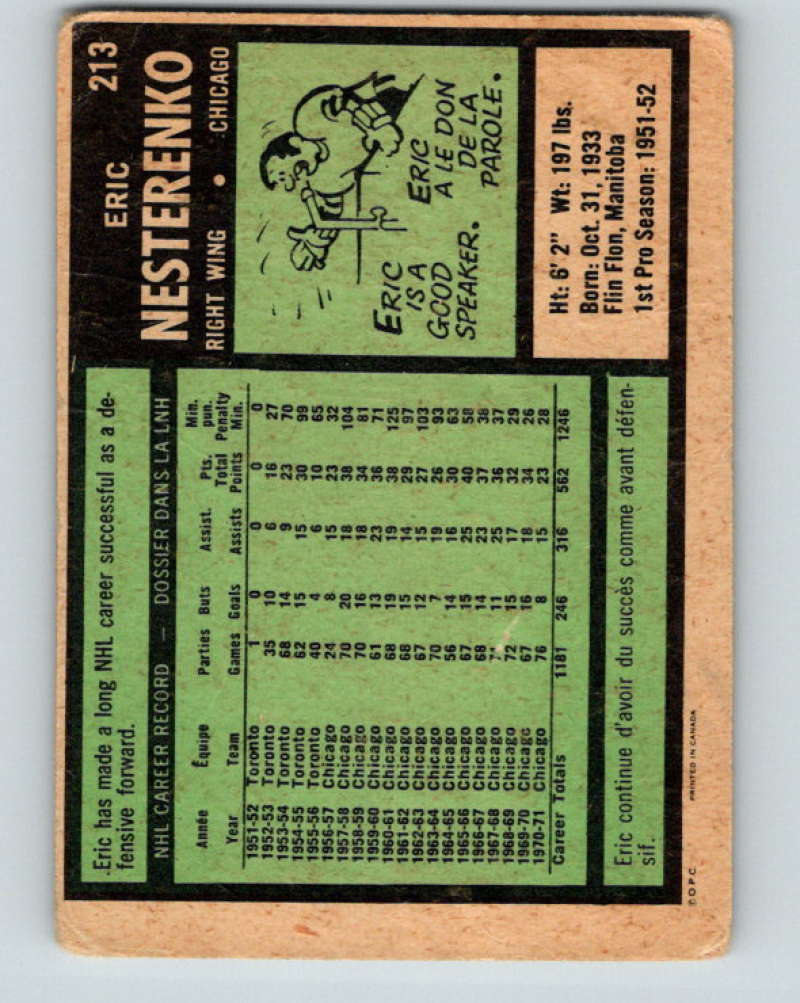 213
ERIC
NESTERENKO
RIGHT WING • CHICAGO
ERIC
IS A
GOOD
SPEAKER.
ERIC
A LE DON
DE LA
PAROLE.
Ht: 6' 2" Wt: 197 lbs.
Born: Oct. 31, 1933
Flin Flon, Manitoba
1st Pro Season: 1951-52
Eric has made a long NHL career successful as a de-
fensive forward.
NHL CAREER RECORD — DOSSIER DANS LA LNH
Année Équipe Parties Buts Assist. Pts. Total Min. pun.
Year Team Games Goals Assists Points Penalty Min.
1951-52 Toronto 1 0 0 0 0
1952-53 Toronto 35 10 6 16 27
1953-54 Toronto 68 14 9 23 70
1954-55 Toronto 62 15 15 30 99
1955-56 Toronto 40 4 6 10 65
1956-57 Chicago 24 8 15 23 32
1957-58 Chicago 70 20 18 38 104
1958-59 Chicago 70 16 18 34 81
1959-60 Chicago 61 13 23 36 71
1960-61 Chicago 68 19 19 38 125
1961-62 Chicago 68 15 14 29 97
1962-63 Chicago 67 12 15 27 103
1963-64 Chicago 70 7 19 26 93
1964-65 Chicago 56 14 16 30 63
1965-66 Chicago 67 15 25 40 58
1966-67 Chicago 68 14 23 37 38
1967-68 Chicago 71 11 25 36 37
1968-69 Chicago 72 15 17 32 29
1969-70 Chicago 67 16 18 34 26
1970-71 Chicago 76 8 15 23 28
Career Totals 1181 246 316 562 1246
Eric continue d'avoir du succès comme avant défen-
sif.
© O.P.C. PRINTED IN CANADA